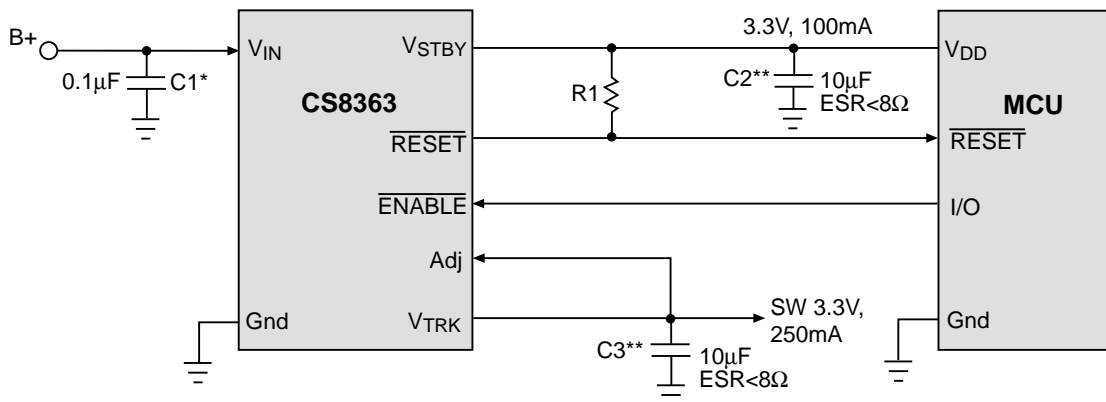 B+
V_IN
0.1µF
C1*
CS8363
V_STBY
RESET
ENABLE
Adj
V_TRK
Gnd
R1
3.3V, 100mA
C2**
10µF
ESR<8Ω
V_DD
MCU
RESET
I/O
Gnd
SW 3.3V,
250mA
C3**
10µF
ESR<8Ω